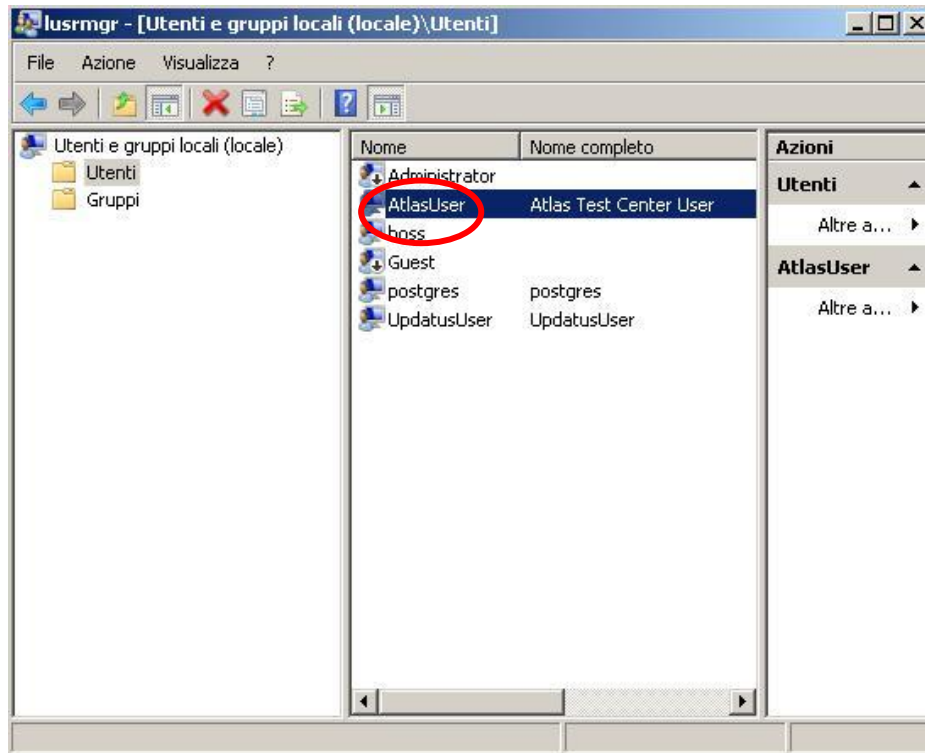 lusrmgr - [Utenti e gruppi locali (locale)\Utenti]
File Azione Visualizza ?
Utenti e gruppi locali (locale)
Utenti
Gruppi
Nome Nome completo
Administrator
AtlasUser Atlas Test Center User
boss
Guest
postgres postgres
UpdatusUser UpdatusUser
Azioni
Utenti
Altre a...
AtlasUser
Altre a...